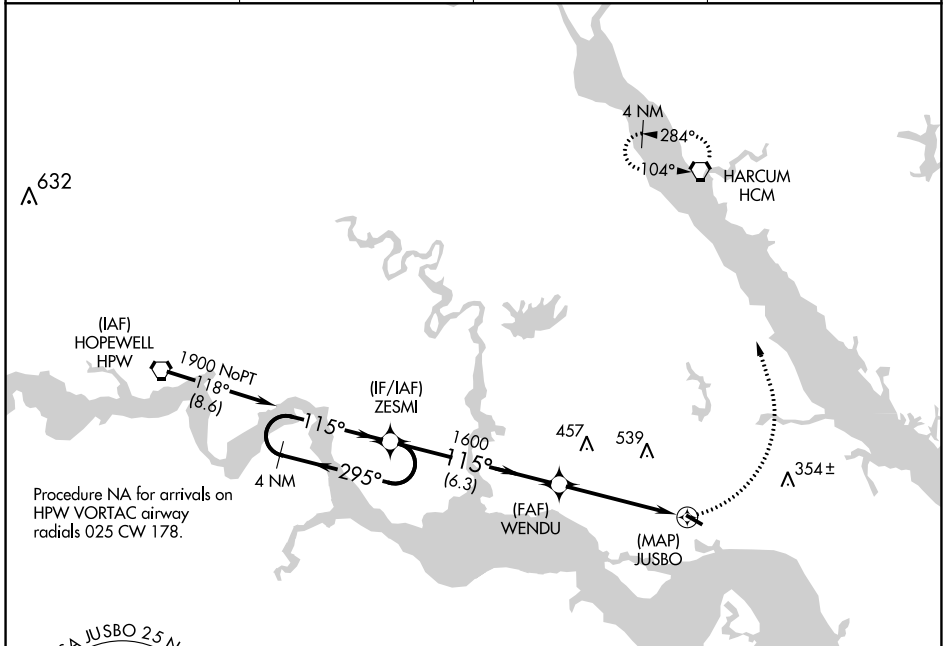 4 NM
284°
104°
HARCUM
HCM
632
(IAF)
HOPEWELL
HPW
1900 NoPT
118°
(8.6)
(IF/IAF)
ZESMI
115°
295°
4 NM
1600
115°
(6.3)
457
539
354±
(FAF)
WENDU
(MAP)
JUSBO
Procedure NA for arrivals on
HPW VORTAC airway
radials 025 CW 178.
JUSBO 25